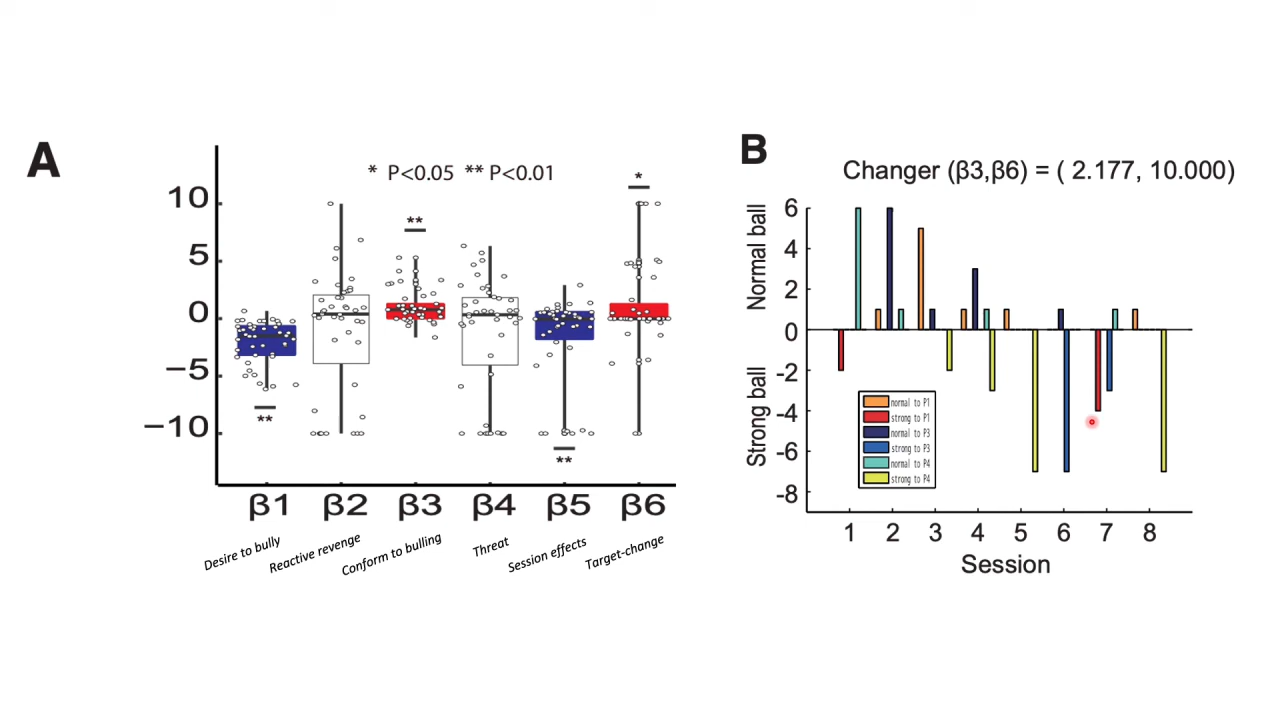 A
* P<0.05 ** P<0.01
10
5
0
−5
−10
**
**
**
*
β1 β2 β3 β4 β5 β6
Desire to bully
Reactive revenge
Conform to bulling
Threat
Session effects
Target-change
B
Changer (β3,β6) = ( 2.177, 10.000)
Normal ball
Strong ball
6
4
2
0
-2
-4
-6
-8
normal to P1
strong to P1
normal to P3
strong to P3
normal to P4
strong to P4
1 2 3 4 5 6 7 8
Session